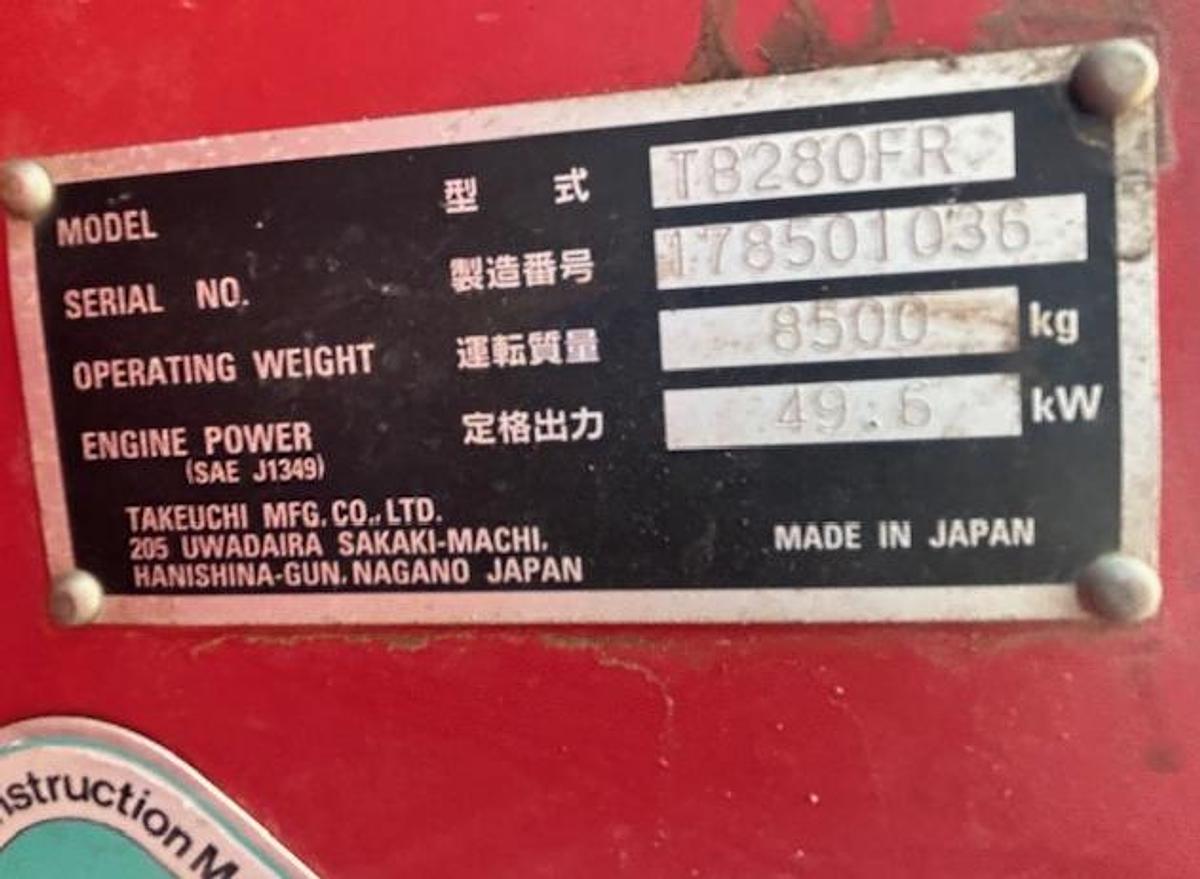 MODEL 型 式 TB280FR
SERIAL NO. 製造番号 178501036
OPERATING WEIGHT 運転質量 8500 kg
ENGINE POWER 定格出力 49.6 kW
(SAE J1349)
TAKEUCHI MFG. CO., LTD.
205 UWADAIRA SAKAKI-MACHI,
HANISHINA-GUN, NAGANO JAPAN
MADE IN JAPAN
nstruction M